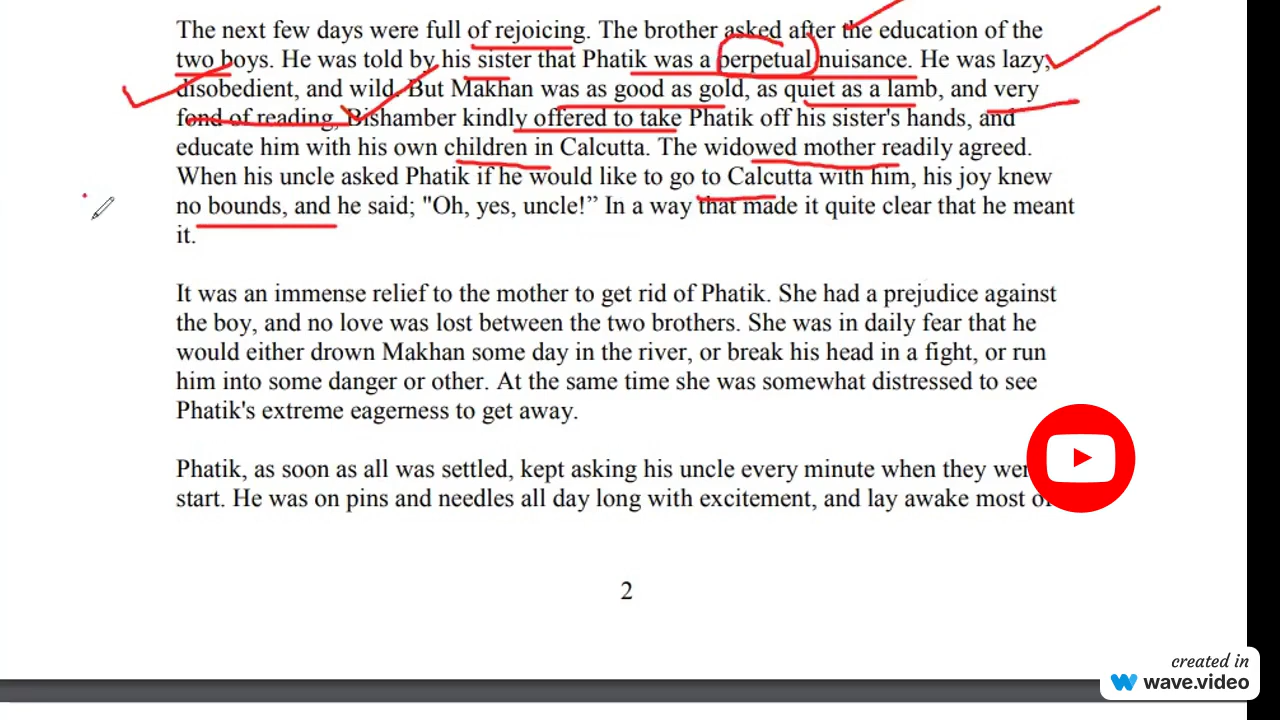 The next few days were full of rejoicing. The brother asked after the education of the
two boys. He was told by his sister that Phatik was a perpetual nuisance. He was lazy,
disobedient, and wild. But Makhan was as good as gold, as quiet as a lamb, and very
fond of reading, Bishamber kindly offered to take Phatik off his sister's hands, and
educate him with his own children in Calcutta. The widowed mother readily agreed.
When his uncle asked Phatik if he would like to go to Calcutta with him, his joy knew
no bounds, and he said; "Oh, yes, uncle!” In a way that made it quite clear that he meant
it.
It was an immense relief to the mother to get rid of Phatik. She had a prejudice against
the boy, and no love was lost between the two brothers. She was in daily fear that he
would either drown Makhan some day in the river, or break his head in a fight, or run
him into some danger or other. At the same time she was somewhat distressed to see
Phatik's extreme eagerness to get away.
Phatik, as soon as all was settled, kept asking his uncle every minute when they
start. He was on pins and needles all day long with excitement, and lay awake most
2
created in
wave.video